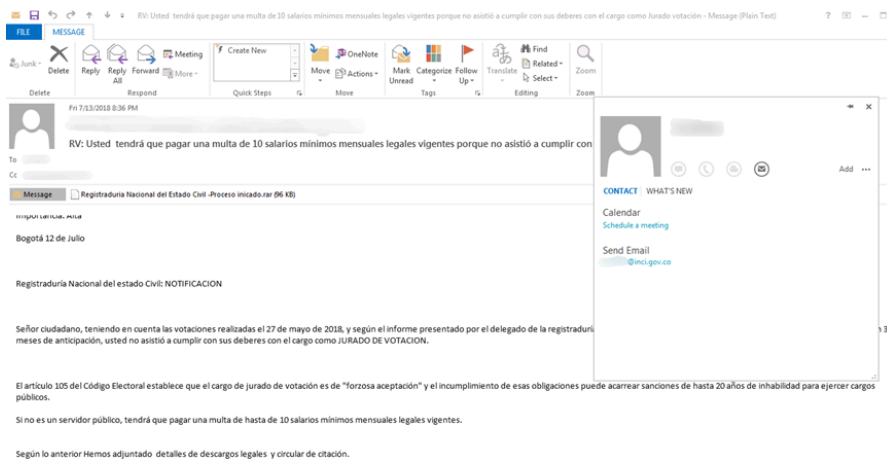 RV: Usted tendrá que pagar una multa de 10 salarios mínimos mensuales legales vigentes porque no asistió a cumplir con sus deberes con el cargo como Jurado votación - Message (Plain Text)
FILE MESSAGE
Junk
Delete
Reply
Reply All
Forward
Meeting
More
Create New
Move
OneNote
Actions
Mark Unread
Categorize
Follow Up
Translate
Find
Related
Select
Zoom
Delete Respond Quick Steps Move Tags Editing Zoom
Fri 7/13/2018 8:36 PM
RV: Usted tendrá que pagar una multa de 10 salarios mínimos mensuales legales vigentes porque no asistió a cumplir con
To
Cc
Message Registraduria Nacional del Estado Civil -Proceso inicado.rar (96 KB)
Add
CONTACT WHAT'S NEW
Calendar
Schedule a meeting
Send Email
@inci.gov.co
Importancia: Alta
Bogotá 12 de Julio
Registraduría Nacional del estado Civil: NOTIFICACION
Señor ciudadano, teniendo en cuenta las votaciones realizadas el 27 de mayo de 2018, y según el informe presentado por el delegado de la registraduri n 3
meses de anticipación, usted no asistió a cumplir con sus deberes con el cargo como JURADO DE VOTACION.
El artículo 105 del Código Electoral establece que el cargo de jurado de votación es de "forzosa aceptación" y el incumplimiento de esas obligaciones puede acarrear sanciones de hasta 20 años de inhabilidad para ejercer cargos
públicos.
Si no es un servidor público, tendrá que pagar una multa de hasta de 10 salarios mínimos mensuales legales vigentes.
Según lo anterior Hemos adjuntado detalles de descargos legales y circular de citación.